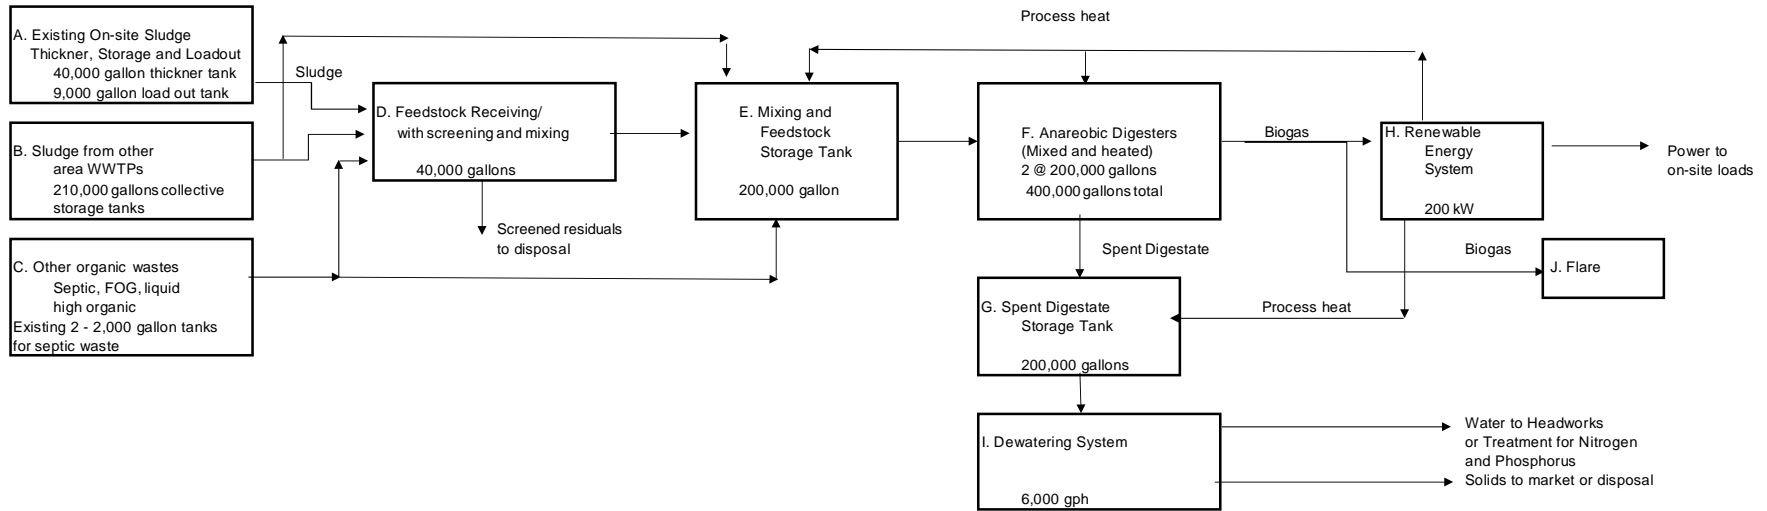 Process heat
A. Existing On-site Sludge
Thickner, Storage and Loadout
40,000 gallon thickner tank
9,000 gallon load out tank
Sludge
B. Sludge from other
area WWTPs
210,000 gallons collective
storage tanks
C. Other organic wastes
Septic, FOG, liquid
high organic
Existing 2 - 2,000 gallon tanks
for septic waste
D. Feedstock Receiving/
with screening and mixing
40,000 gallons
Screened residuals
to disposal
E. Mixing and
Feedstock
Storage Tank
200,000 gallon
F. Anareobic Digesters
(Mixed and heated)
2 @ 200,000 gallons
400,000 gallons total
Biogas
H. Renewable
Energy
System
200 kW
Power to
on-site loads
Spent Digestate
Biogas
J. Flare
G. Spent Digestate
Storage Tank
200,000 gallons
Process heat
I. Dewatering System
6,000 gph
Water to Headworks
or Treatment for Nitrogen
and Phosphorus
Solids to market or disposal